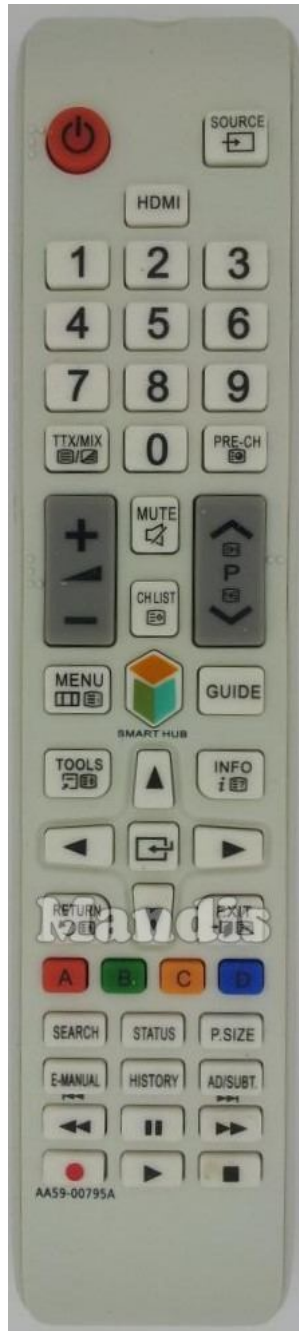 SOURCE
HDMI
1 2 3
4 5 6
7 8 9
TTX/MIX 0 PRE-CH
MUTE
P
CH LIST
MENU GUIDE
SMART HUB
TOOLS INFO
i
RETURN EXIT
Mandis
A B C D
SEARCH STATUS P.SIZE
E-MANUAL HISTORY AD/SUBT.
AA59-00795A